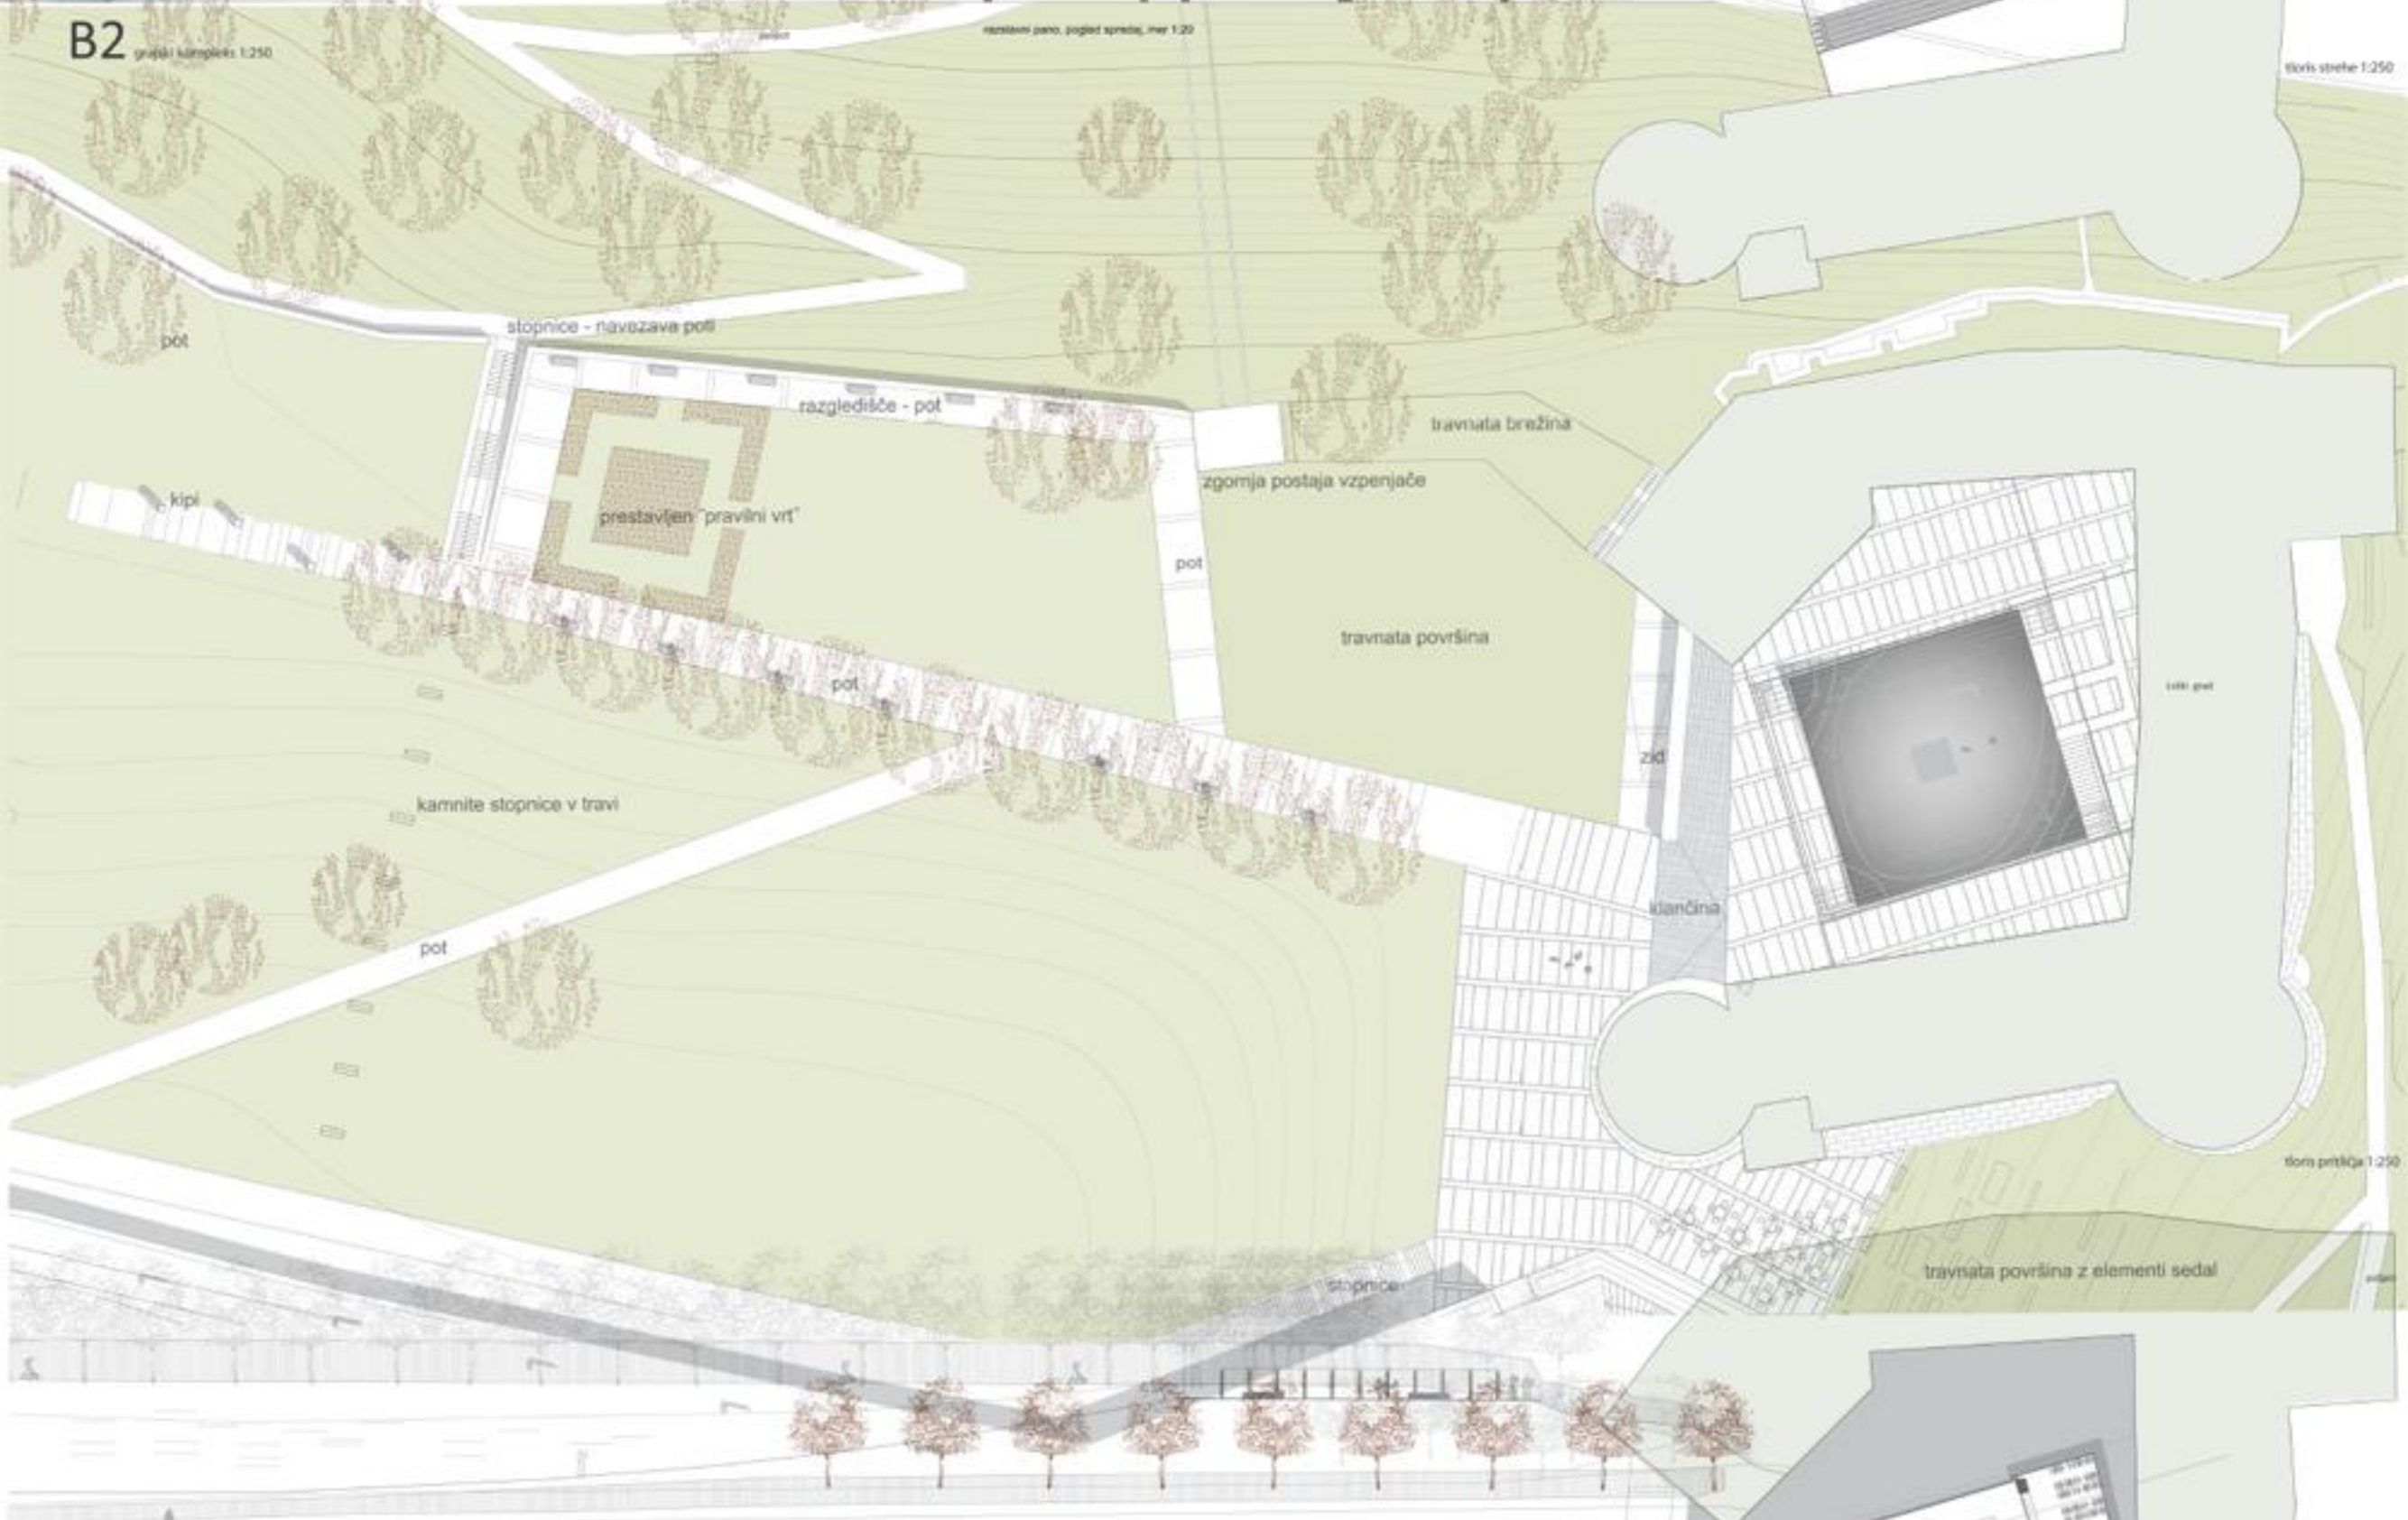 B2 grajski kompleks 1:250
razstavni pano, pogled spredaj, mer 1:20
tloris strehe 1:250
stopnice - navezava poti
pot
razgledišče - pot
travnata brežina
zgornja postaja vzpenjače
kipi
prestavljen "pravilni vrt"
pot
travnata površina
pot
zid
kamnite stopnice v travi
klančina
pot
tloris pritličja 1:250
travnata površina z elementi sedal
stopnice